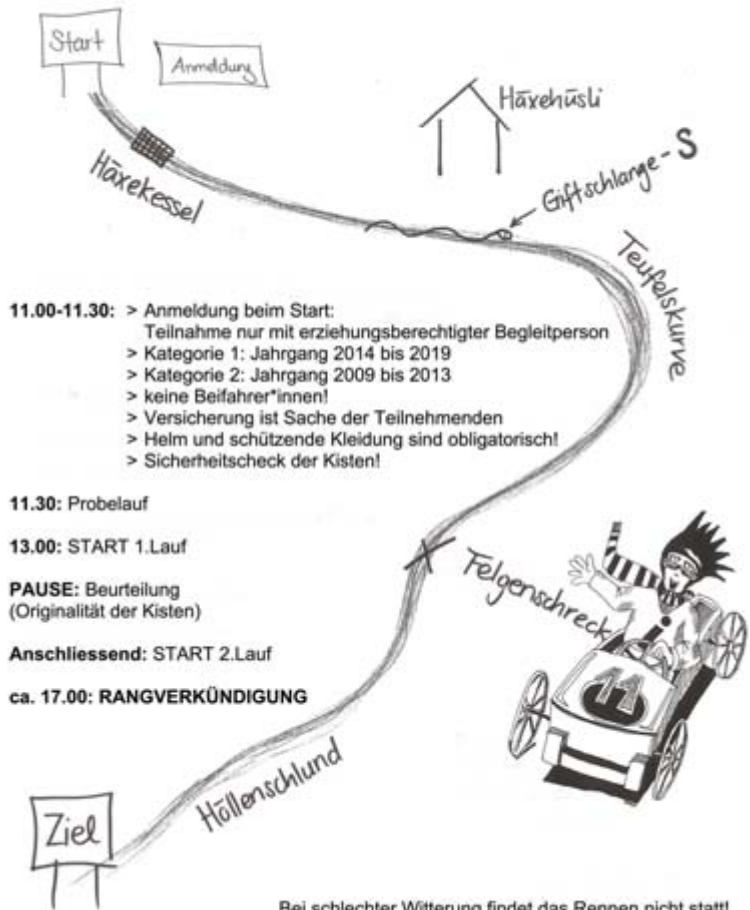 Start
Anmeldung
Häxehüsli
Häxekessel
Giftschlange-S
Teufelskurve
11.00-11.30: > Anmeldung beim Start:
Teilnahme nur mit erziehungsberechtigter Begleitperson
> Kategorie 1: Jahrgang 2014 bis 2019
> Kategorie 2: Jahrgang 2009 bis 2013
> keine Beifahrer*innen!
> Versicherung ist Sache der Teilnehmenden
> Helm und schützende Kleidung sind obligatorisch!
> Sicherheitscheck der Kisten!
11.30: Probelauf
13.00: START 1.Lauf
Felgenschreck
PAUSE: Beurteilung
(Originalität der Kisten)
Anschliessend: START 2.Lauf
11
ca. 17.00: RANGVERKÜNDIGUNG
Höllenschlund
Ziel
Bei schlechter Witterung findet das Rennen nicht statt!